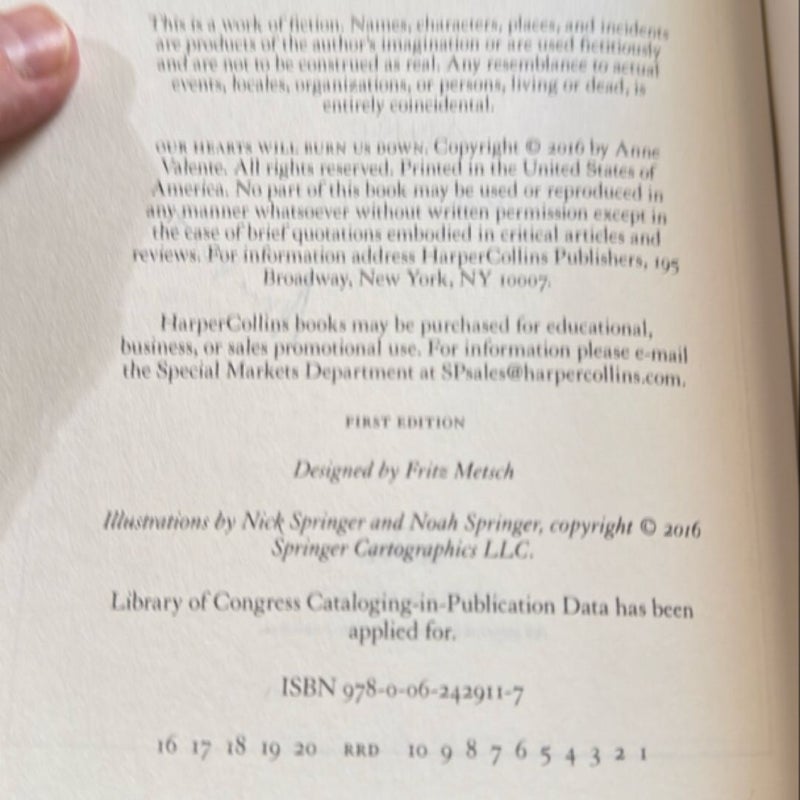 This is a work of fiction. Names, characters, places, and incidents
are products of the author's imagination or are used fictitiously
and are not to be construed as real. Any resemblance to actual
events, locales, organizations, or persons, living or dead, is
entirely coincidental.
OUR HEARTS WILL BURN US DOWN. Copyright © 2016 by Anne
Valente. All rights reserved. Printed in the United States of
America. No part of this book may be used or reproduced in
any manner whatsoever without written permission except in
the case of brief quotations embodied in critical articles and
reviews. For information address HarperCollins Publishers, 195
Broadway, New York, NY 10007.
HarperCollins books may be purchased for educational,
business, or sales promotional use. For information please e-mail
the Special Markets Department at SPsales@harpercollins.com.
FIRST EDITION
Designed by Fritz Metsch
Illustrations by Nick Springer and Noah Springer, copyright © 2016
Springer Cartographics LLC.
Library of Congress Cataloging-in-Publication Data has been
applied for.
ISBN 978-0-06-242911-7
16 17 18 19 20 RRD 10 9 8 7 6 5 4 3 2 1